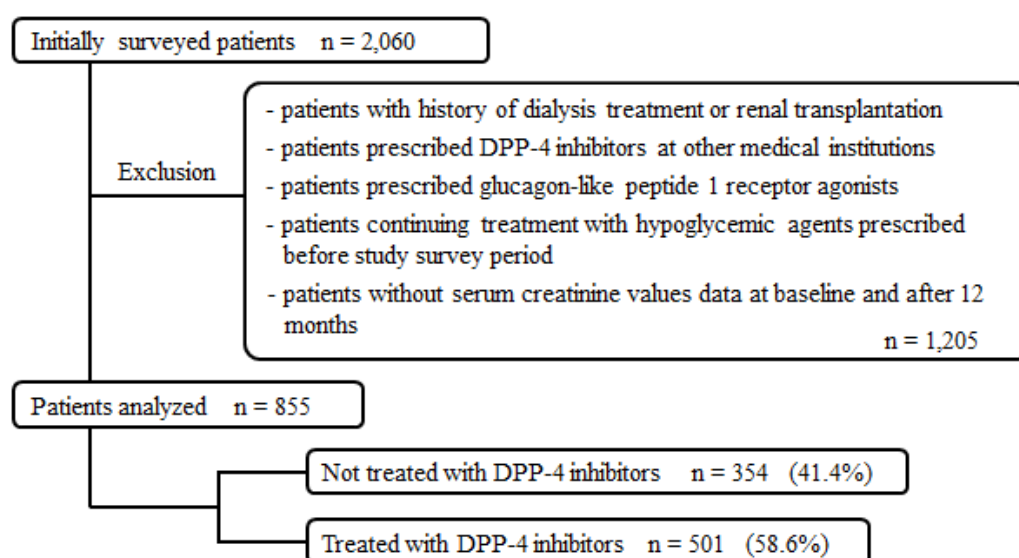 Initially surveyed patients n = 2,060
Exclusion
- patients with history of dialysis treatment or renal transplantation
- patients prescribed DPP-4 inhibitors at other medical institutions
- patients prescribed glucagon-like peptide 1 receptor agonists
- patients continuing treatment with hypoglycemic agents prescribed
before study survey period
- patients without serum creatinine values data at baseline and after 12
months
n = 1,205
Patients analyzed n = 855
Not treated with DPP-4 inhibitors n = 354 (41.4%)
Treated with DPP-4 inhibitors n = 501 (58.6%)